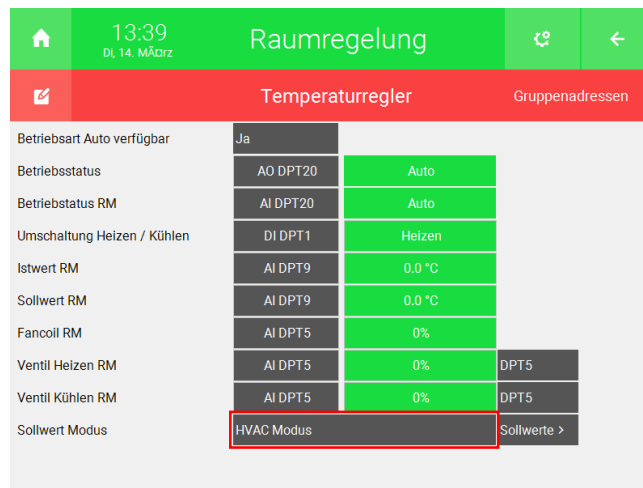 13:39
Di, 14. MÃ¤rz
Raumregelung
Temperaturregler
Gruppenadressen
Betriebsart Auto verfügbar Ja
Betriebsstatus AO DPT20 Auto
Betriebstatus RM AI DPT20 Auto
Umschaltung Heizen / Kühlen DI DPT1 Heizen
Istwert RM AI DPT9 0.0 °C
Sollwert RM AI DPT9 0.0 °C
Fancoil RM AI DPT5 0%
Ventil Heizen RM AI DPT5 0% DPT5
Ventil Kühlen RM AI DPT5 0% DPT5
Sollwert Modus HVAC Modus Sollwerte >